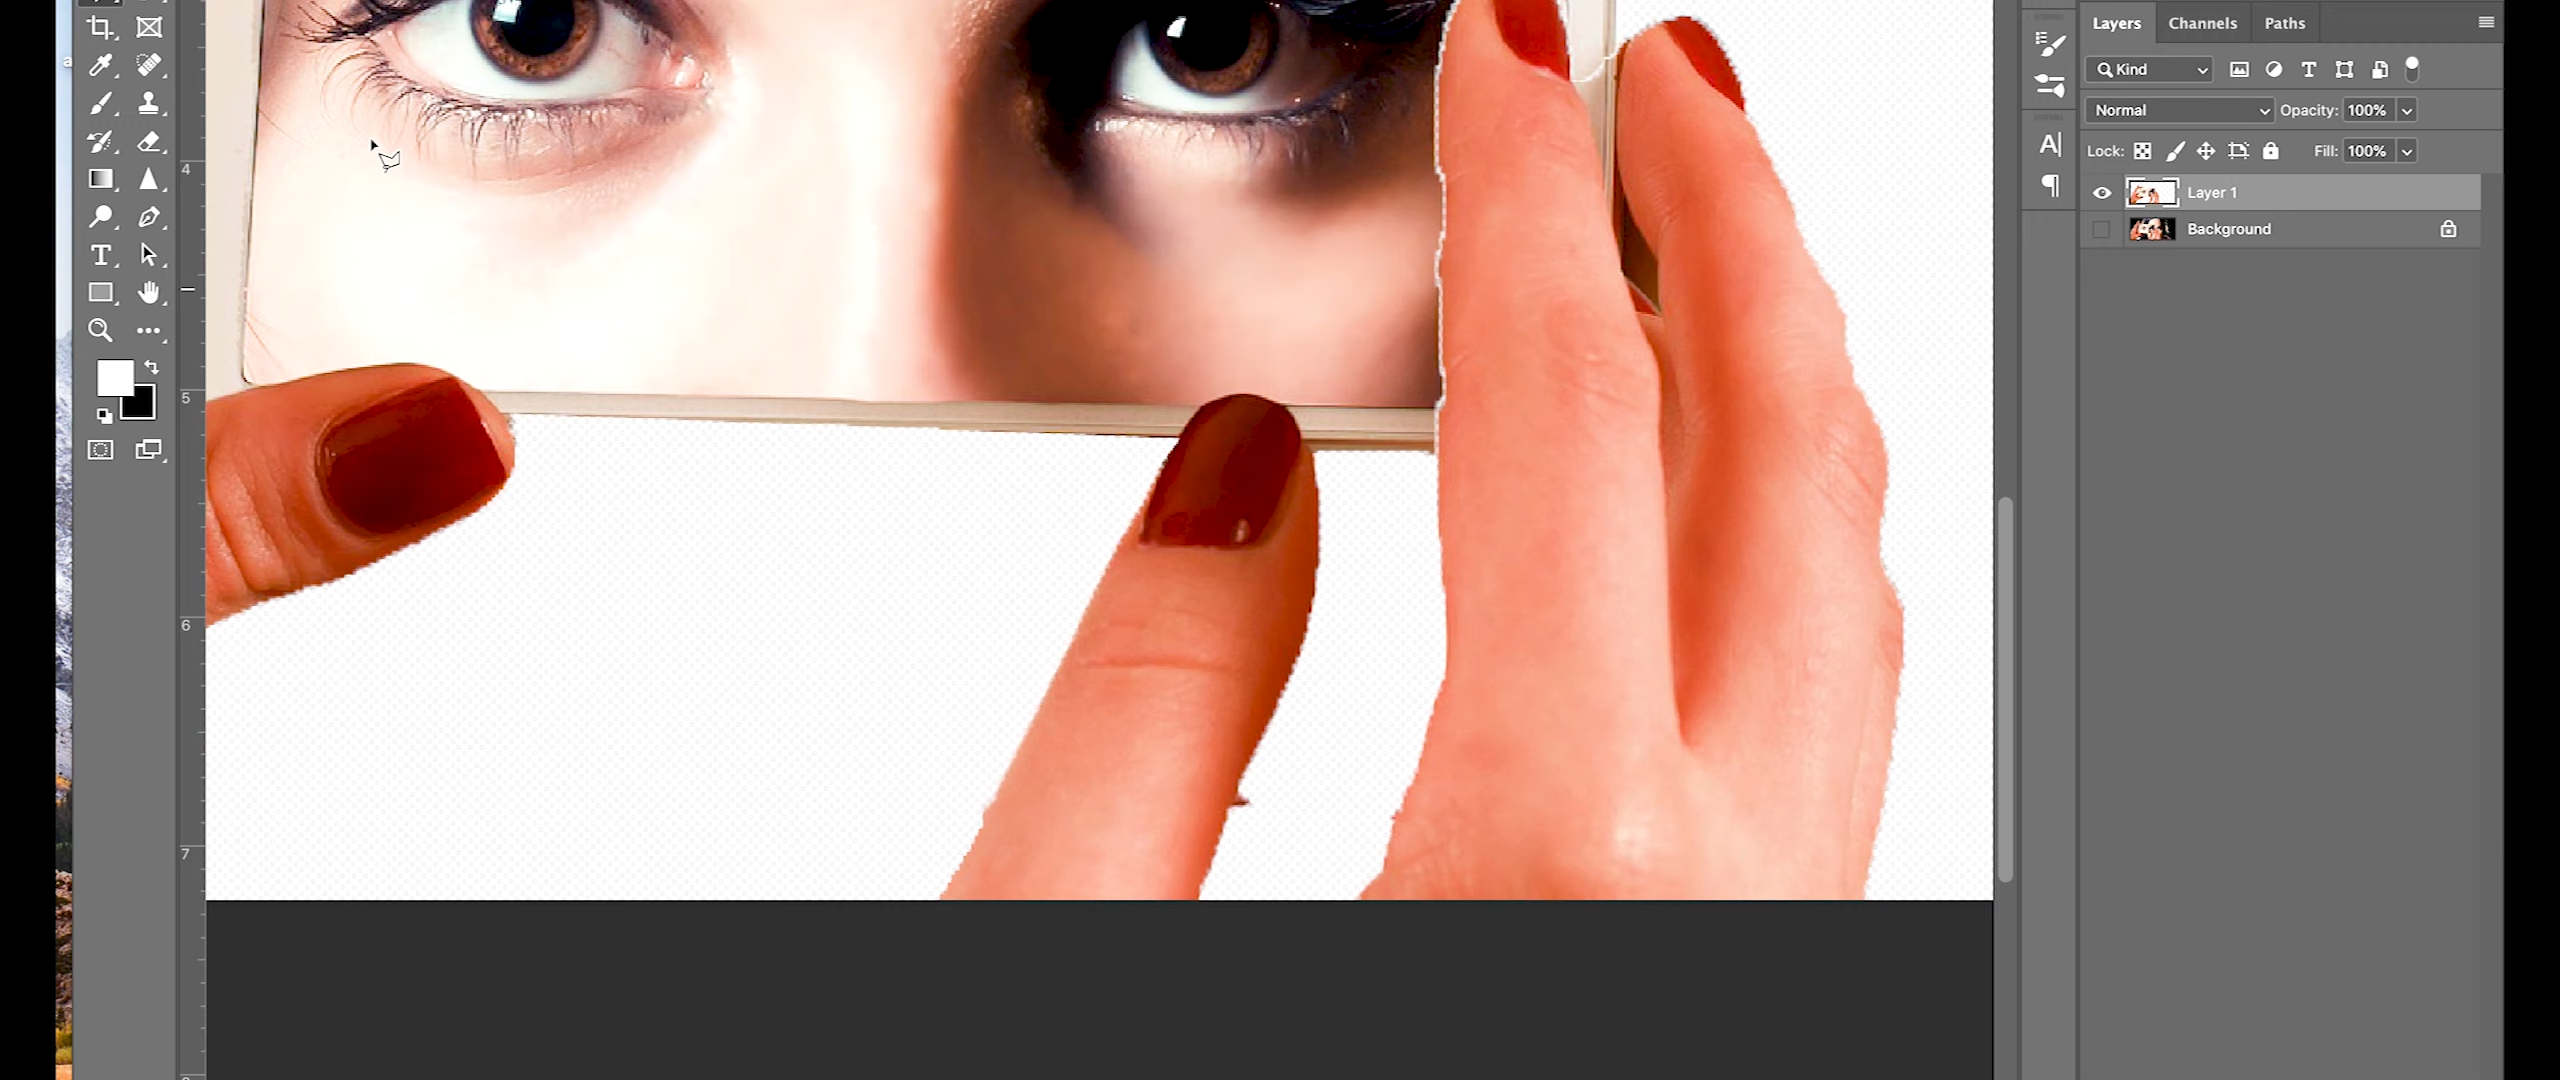 a
Layers Channels Paths
Kind
T
Normal Opacity: 100%
A
¶
Lock: Fill: 100%
Layer 1
Background
T
4
5
6
7